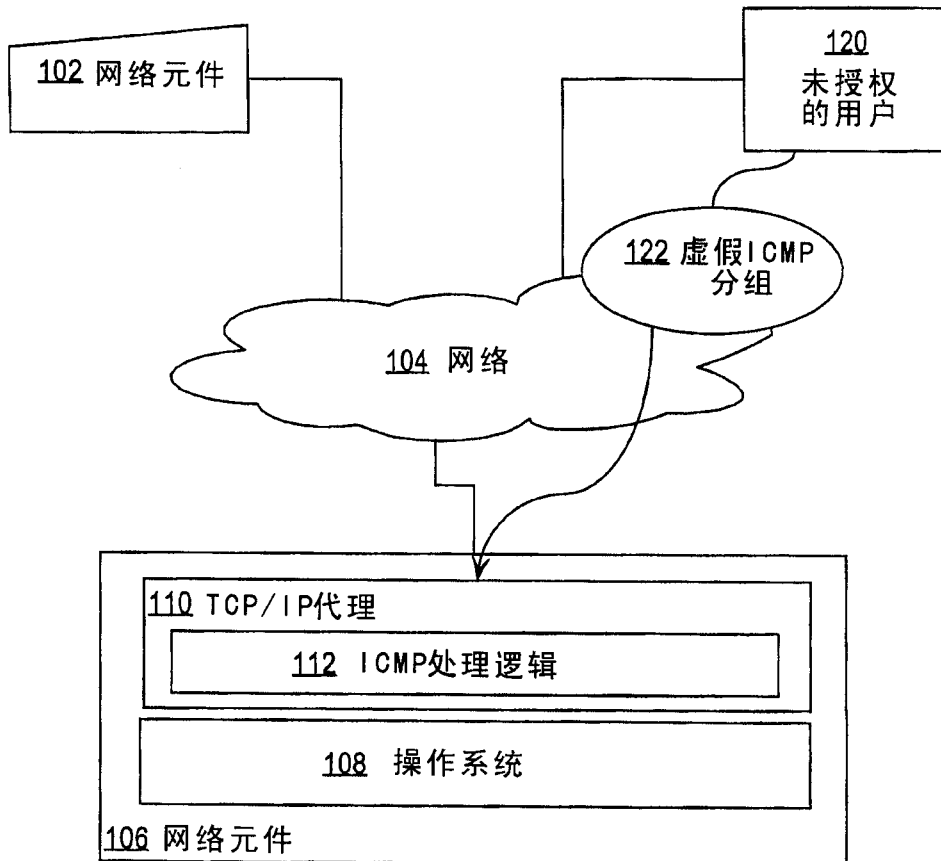 102 网络元件
120
未授权
的用户
122 虚假ICMP
分组
104 网络
110 TCP/IP代理
112 ICMP处理逻辑
108 操作系统
106 网络元件